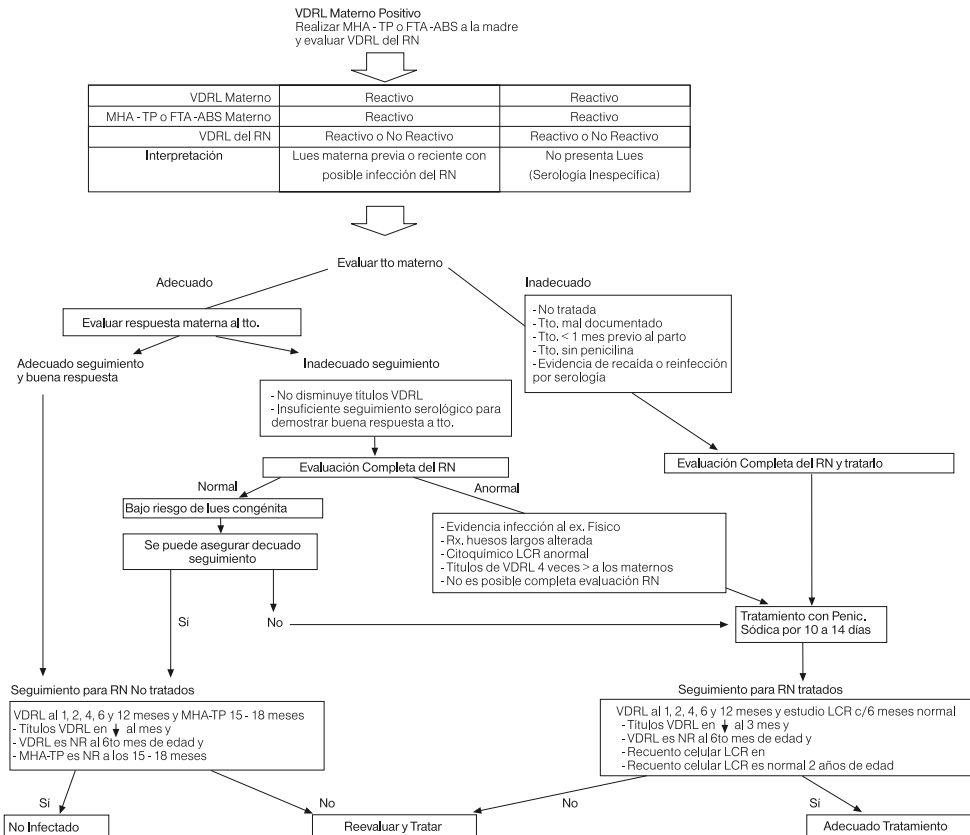 VDRL Materno Positivo
Realizar MHA - TP o FTA - ABS a la madre
y evaluar VDRL del RN
VDRL Materno Reactivo Reactivo
MHA - TP o FTA - ABS Materno Reactivo Reactivo
VDRL del RN Reactivo o No Reactivo Reactivo o No Reactivo
Interpretación Lues materna previa o reciente con No presenta Lues
posible infección del RN (Serología Inespecífica)
Evaluar tto materno
Adecuado
Inadecuado
- No tratada
- Tto. mal documentado
- Tto. < 1 mes previo al parto
- Tto. sin penicilina
- Evidencia de recaída o reinfección
por serología
Evaluar respuesta materna al tto.
Adecuado seguimiento
y buena respuesta
Inadecuado seguimiento
- No disminuye títulos VDRL
- Insuficiente seguimiento serológico para
demostrar buena respuesta a tto.
Evaluación Completa del RN
Evaluación Completa del RN y tratarlo
Normal
Anormal
Bajo riesgo de lues congénita
Se puede asegurar decuado
seguimiento
- Evidencia infección al ex. Físico
- Rx. huesos largos alterada
- Citoquímico LCR anormal
- Títulos de VDRL 4 veces > a los maternos
- No es posible completa evaluación RN
Sí
No
Tratamiento con Penic.
Sódica por 10 a 14 días
Seguimiento para RN No tratados
VDRL al 1, 2, 4, 6 y 12 meses y MHA-TP 15 - 18 meses
- Títulos VDRL en ↓ al mes y
- VDRL es NR al 6to mes de edad y
- MHA-TP es NR a los 15 - 18 meses
Seguimiento para RN tratados
VDRL al 1, 2, 4, 6 y 12 meses y estudio LCR c/6 meses normal
- Títulos VDRL en ↓ al 3 mes y
- VDRL es NR al 6to mes de edad y
- Recuento celular LCR en
- Recuento celular LCR es normal 2 años de edad
Sí
No
No
Sí
No Infectado
Reevaluar y Tratar
Adecuado Tratamiento